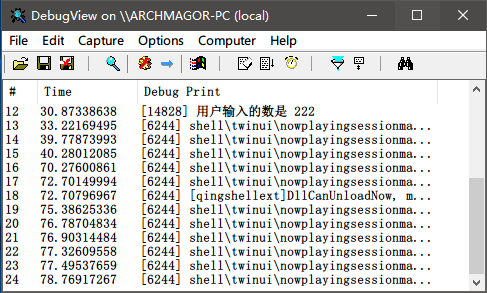 DebugView on \\ARCHMAGOR-PC (local)
File Edit Capture Options Computer Help
# Time Debug Print
12 30.87338638 [14828] 用户输入的数是 222
13 33.22169495 [6244] shell\twinui\nowplayingsessionma...
14 39.77873993 [6244] shell\twinui\nowplayingsessionma...
15 40.28012085 [6244] shell\twinui\nowplayingsessionma...
16 70.27600861 [6244] shell\twinui\nowplayingsessionma...
17 72.70149994 [6244] shell\twinui\nowplayingsessionma...
18 72.70796967 [6244] [qingshellext]DllCanUnloadNow, m...
19 75.38625336 [6244] shell\twinui\nowplayingsessionma...
20 76.78704834 [6244] shell\twinui\nowplayingsessionma...
21 76.90314484 [6244] shell\twinui\nowplayingsessionma...
22 77.32609558 [6244] shell\twinui\nowplayingsessionma...
23 77.49537659 [6244] shell\twinui\nowplayingsessionma...
24 78.76917267 [6244] shell\twinui\nowplayingsessionma...